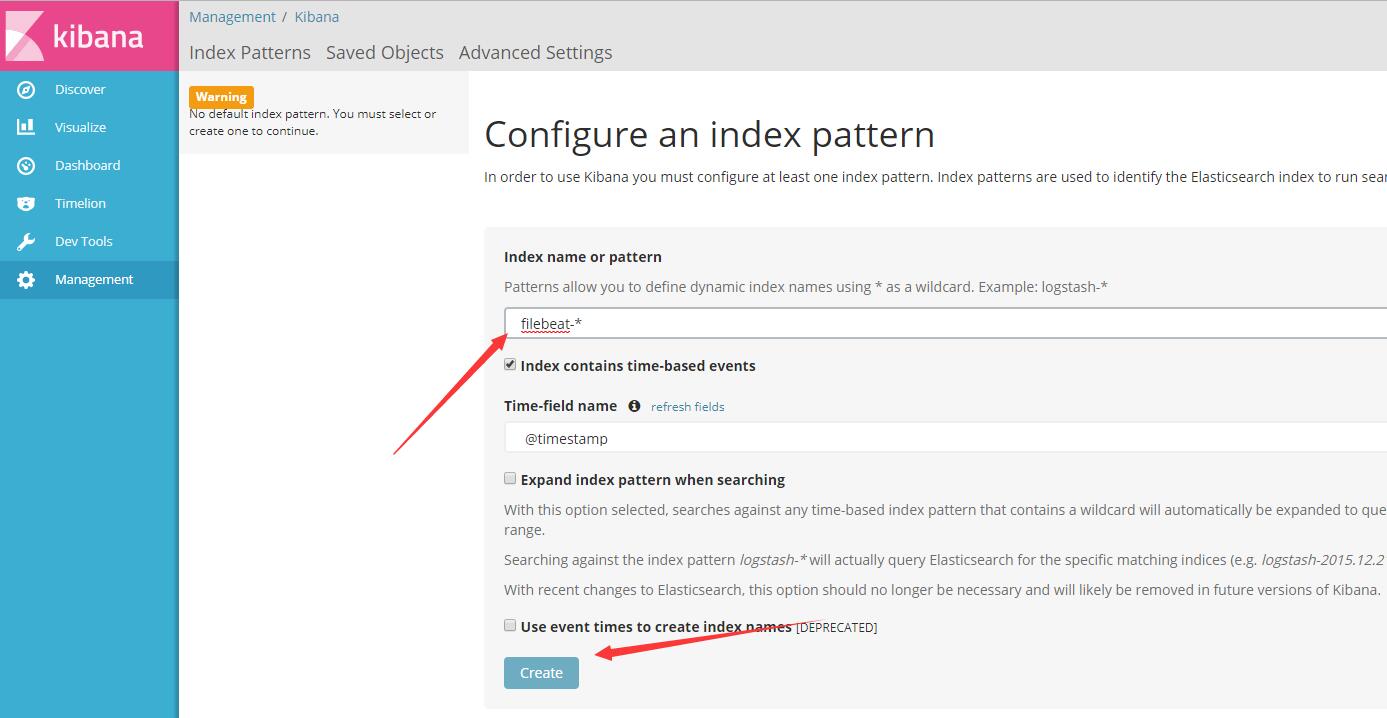 kibana
Discover
Visualize
Dashboard
Timelion
Dev Tools
Management
Management / Kibana
Index Patterns Saved Objects Advanced Settings
Warning
No default index pattern. You must select or
create one to continue.
Configure an index pattern
In order to use Kibana you must configure at least one index pattern. Index patterns are used to identify the Elasticsearch index to run
Index name or pattern
Patterns allow you to define dynamic index names using * as a wildcard. Example: logstash-*
filebeat-*
Index contains time-based events
Time-field name refresh fields
@timestamp
Expand index pattern when searching
With this option selected, searches against any time-based index pattern that contains a wildcard will automatically be expanded to
range.
Searching against the index pattern logstash-* will actually query Elasticsearch for the specific matching indices (e.g. logstash-2015.12.2
With recent changes to Elasticsearch, this option should no longer be necessary and will likely be removed in future versions of Kibana.
Use event times to create index names [DEPRECATED]
Create